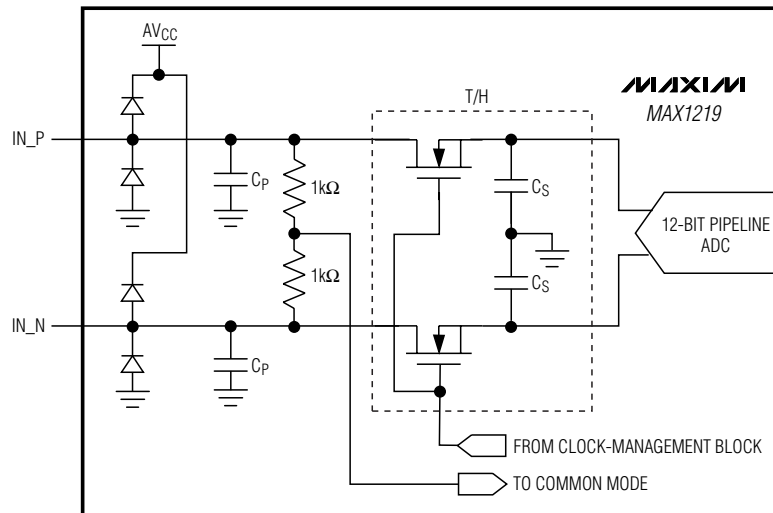 AVCC
T/H
MAXIM
MAX1219
IN_P
CP
1kΩ
CS
12-BIT PIPELINE
ADC
1kΩ
CS
IN_N
CP
FROM CLOCK-MANAGEMENT BLOCK
TO COMMON MODE